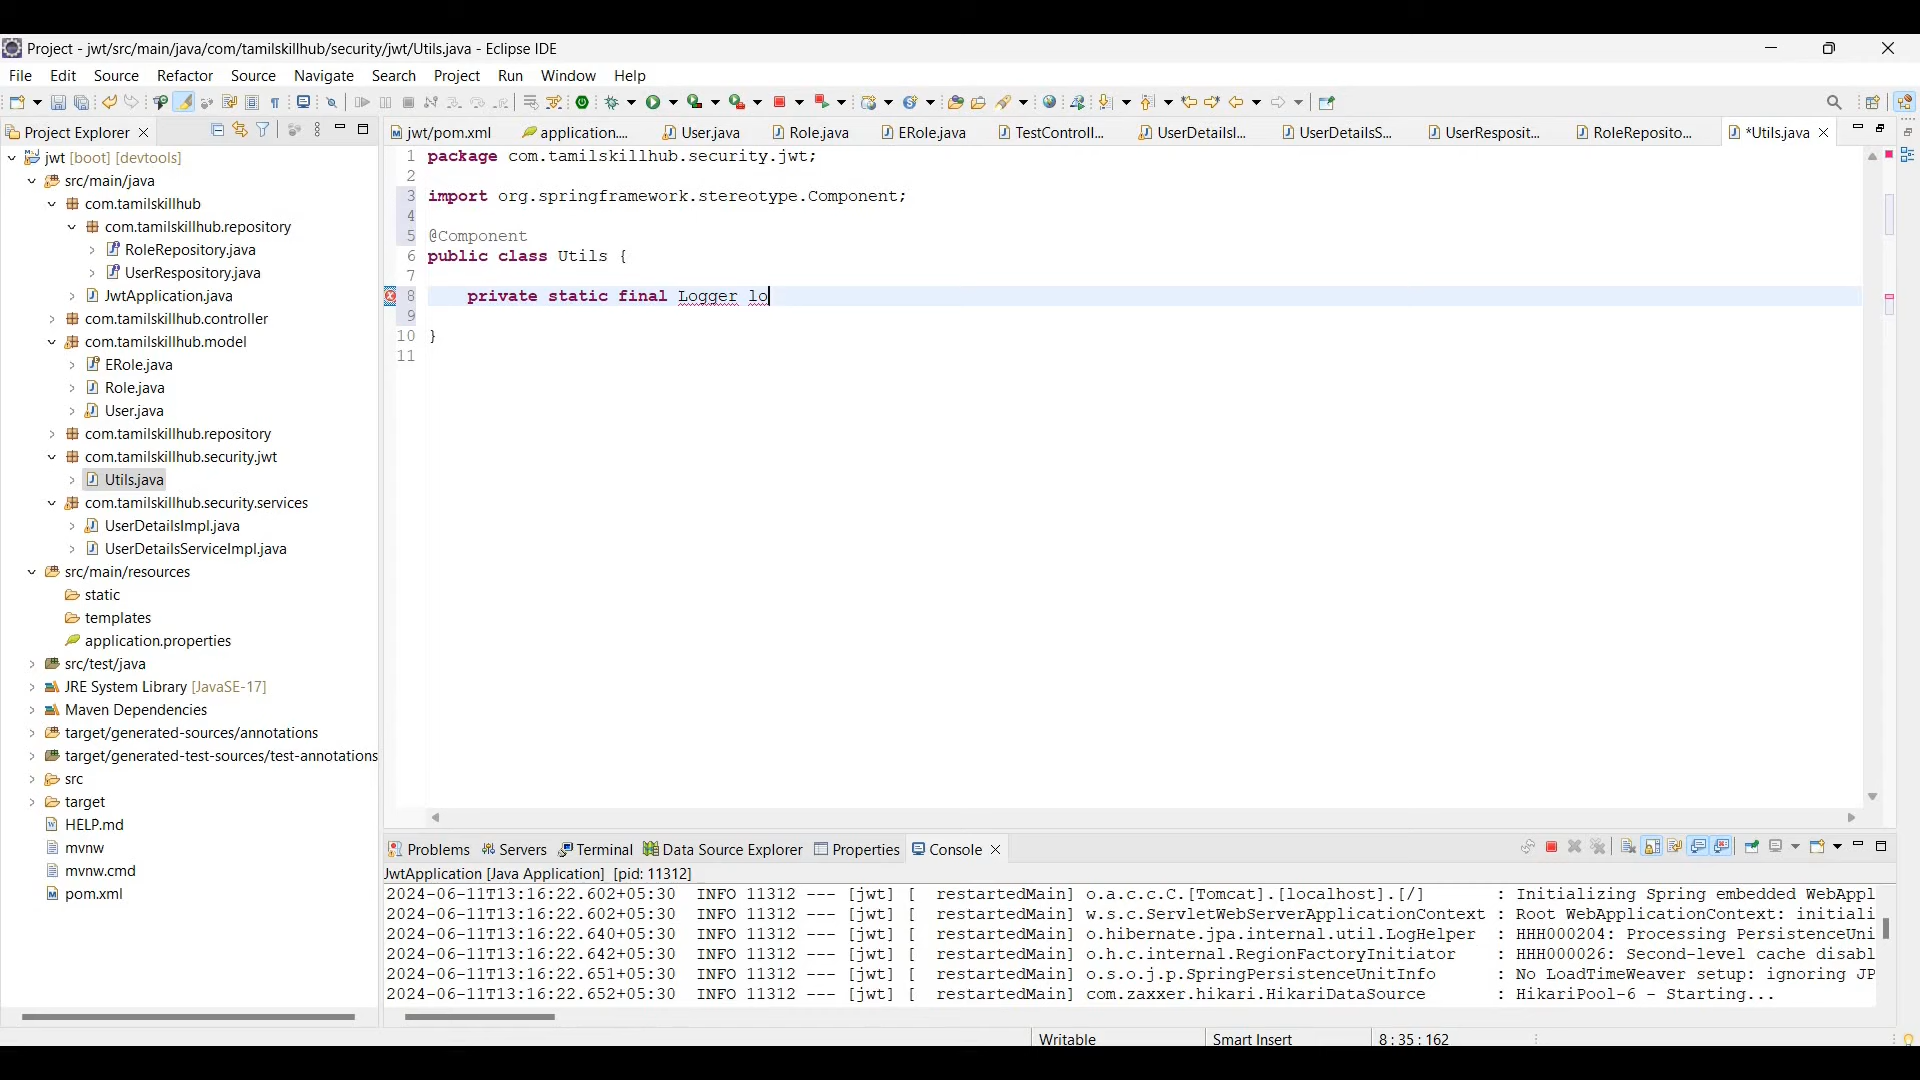 Project - jwt/src/main/java/com/tamilskillhub/security/jwt/Utils.java - Eclipse IDE
File Edit Source Refactor Source Navigate Search Project Run Window Help
Project Explorer
jwt/pom.xml application.... User.java Role.java ERole.java TestControll... UserDetailsI... UserDetailsS... UserResposit... RoleReposito... *Utils.java
jwt [boot] [devtools]
src/main/java
com.tamilskillhub
com.tamilskillhub.repository
RoleRepository.java
UserRespository.java
JwtApplication.java
com.tamilskillhub.controller
com.tamilskillhub.model
ERole.java
Role.java
User.java
com.tamilskillhub.repository
com.tamilskillhub.security.jwt
Utils.java
com.tamilskillhub.security.services
UserDetailsImpl.java
UserDetailsServiceImpl.java
src/main/resources
static
templates
application.properties
src/test/java
JRE System Library [JavaSE-17]
Maven Dependencies
target/generated-sources/annotations
target/generated-test-sources/test-annotations
src
target
HELP.md
mvnw
mvnw.cmd
pom.xml
1 package com.tamilskillhub.security.jwt;
2
3 import org.springframework.stereotype.Component;
4
5 @Component
6 public class Utils {
7
8 private static final Logger lo
9
10 }
11
Problems Servers Terminal Data Source Explorer Properties Console
JwtApplication [Java Application] [pid: 11312]
2024-06-11T13:16:22.602+05:30 INFO 11312 --- [jwt] [ restartedMain] o.a.c.c.C.[Tomcat].[localhost].[/] : Initializing Spring embedded WebAppl
2024-06-11T13:16:22.602+05:30 INFO 11312 --- [jwt] [ restartedMain] w.s.c.ServletWebServerApplicationContext : Root WebApplicationContext: initiali
2024-06-11T13:16:22.640+05:30 INFO 11312 --- [jwt] [ restartedMain] o.hibernate.jpa.internal.util.LogHelper : HHH000204: Processing PersistenceUni
2024-06-11T13:16:22.642+05:30 INFO 11312 --- [jwt] [ restartedMain] o.h.c.internal.RegionFactoryInitiator : HHH000026: Second-level cache disabl
2024-06-11T13:16:22.651+05:30 INFO 11312 --- [jwt] [ restartedMain] o.s.o.j.p.SpringPersistenceUnitInfo : No LoadTimeWeaver setup: ignoring JP
2024-06-11T13:16:22.652+05:30 INFO 11312 --- [jwt] [ restartedMain] com.zaxxer.hikari.HikariDataSource : HikariPool-6 - Starting...
Writable Smart Insert 8 : 35 : 162